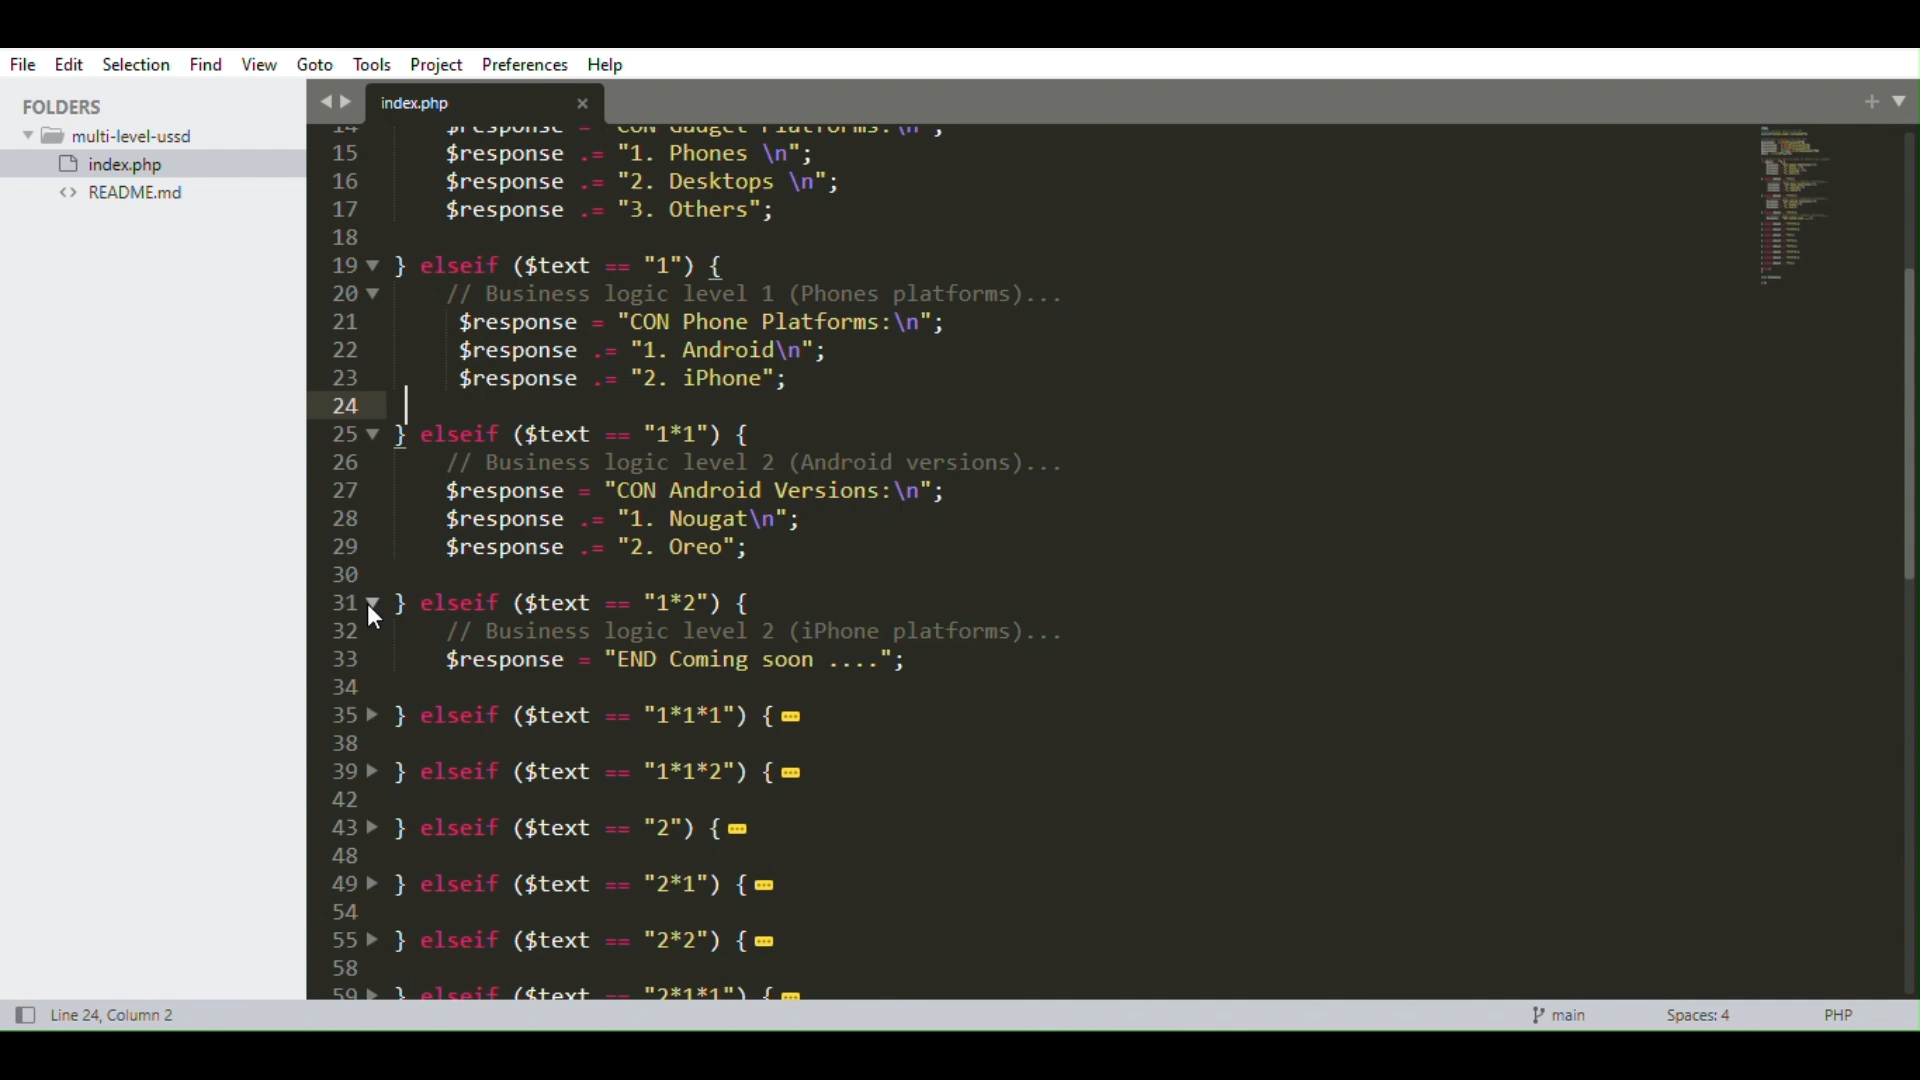 File Edit Selection Find View Goto Tools Project Preferences Help
FOLDERS
multi-level-ussd
index.php
<> README.md
index.php
15 $response .= "1. Phones \n";
16 $response .= "2. Desktops \n";
17 $response .= "3. Others";
18
19 } elseif ($text == "1") {
20 // Business logic level 1 (Phones platforms)...
21 $response = "CON Phone Platforms:\n";
22 $response .= "1. Android\n";
23 $response .= "2. iPhone";
24
25 } elseif ($text == "1*1") {
26 // Business logic level 2 (Android versions)...
27 $response = "CON Android Versions:\n";
28 $response .= "1. Nougat\n";
29 $response .= "2. Oreo";
30
31 } elseif ($text == "1*2") {
32 // Business logic level 2 (iPhone platforms)...
33 $response = "END Coming soon ....";
34
35 } elseif ($text == "1*1*1") {
38
39 } elseif ($text == "1*1*2") {
42
43 } elseif ($text == "2") {
48
49 } elseif ($text == "2*1") {
54
55 } elseif ($text == "2*2") {
58
59 } elseif ($text == "2*1*1") {
Line 24, Column 2 main Spaces: 4 PHP